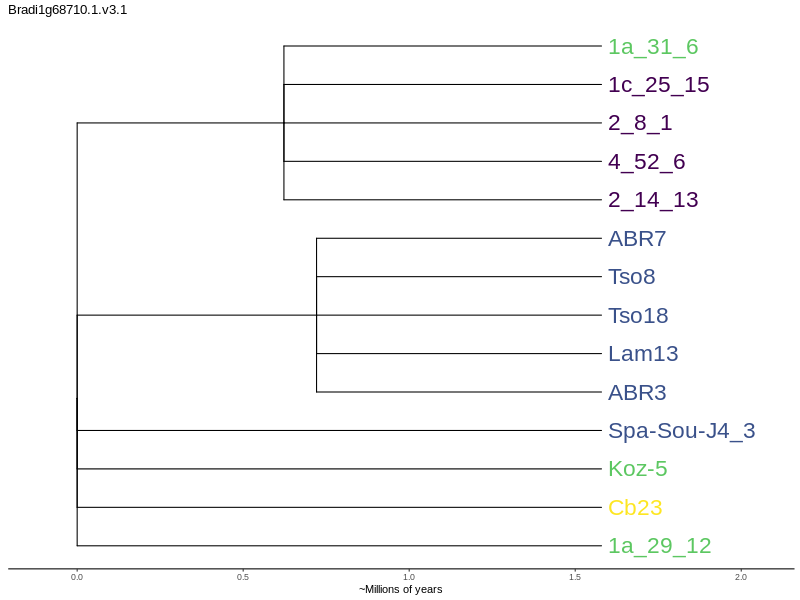 Bradi1g68710.1.v3.1
1a_31_6
1c_25_15
2_8_1
4_52_6
2_14_13
ABR7
Tso8
Tso18
Lam13
ABR3
Spa-Sou-J4_3
Koz-5
Cb23
1a_29_12
0.0 0.5 1.0 1.5 2.0
~Millions of years